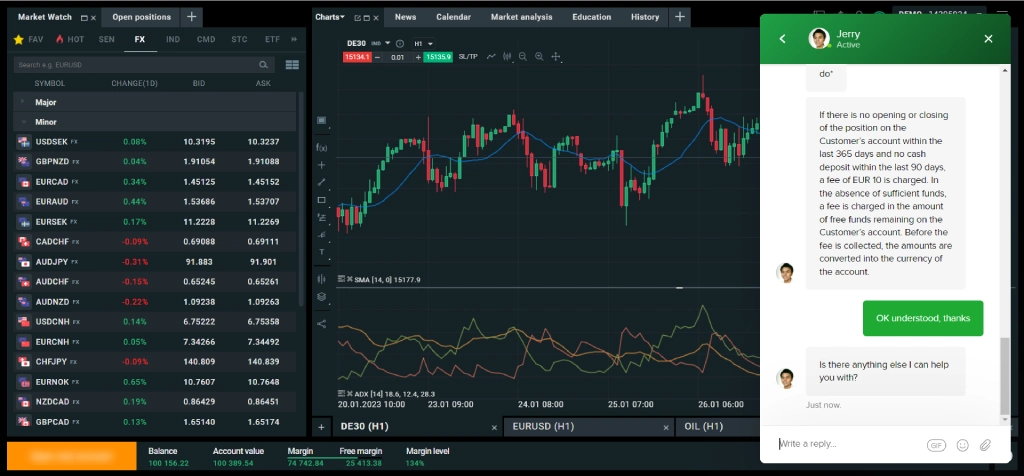 Market Watch
Open positions
+
Charts
News
Calendar
Market analysis
Education
History
+
FAV
HOT
SEN
FX
IND
CMD
STC
ETF
»
Search e.g. EURUSD
SYMBOL CHANGE(1D) BID ASK
Major
Minor
USDSEK FX 0.08% 10.3195 10.3237
GBPNZD FX 0.04% 1.91054 1.91088
EURCAD FX 0.34% 1.45125 1.45152
EURAUD FX 0.44% 1.53686 1.53707
EURSEK FX 0.17% 11.2228 11.2269
CADCHF FX -0.09% 0.69088 0.69111
AUDJPY FX -0.31% 91.883 91.901
AUDCHF FX -0.15% 0.65245 0.65261
AUDNZD FX -0.22% 1.09238 1.09263
USDCNH FX 0.14% 6.75222 6.75358
EURCNH FX 0.05% 7.34266 7.34492
CHFJPY FX -0.09% 140.809 140.839
EURNOK FX 0.65% 10.7607 10.7648
NZDCAD FX 0.19% 0.86429 0.86451
GBPCAD FX 0.13% 1.65140 1.65174
DE30 IND H1
15134.1 − 0.01 + 15135.9 SL/TP
f(x)
T
SMA [14, 0] 15177.9
ADX [14] 18.6, 12.4, 28.3
20.01.2023 10:00 23.01 09:00 24.01 08:00 25.01 07:00 26.01 06:00
+ DE30 (H1) × EURUSD (H1) × OIL (H1)
Balance
100 156.22
Account value
100 389.54
Margin
74 742.84
Free margin
25 413.38
Margin level
134%
Jerry
Active
do"
If there is no opening or closing
of the position on the
Customer's account within the
last 365 days and no cash
deposit within the last 90 days,
a fee of EUR 10 is charged. In
the absence of sufficient funds,
a fee is charged in the amount
of free funds remaining on the
Customer's account. Before the
fee is collected, the amounts are
converted into the currency of
the account.
OK understood, thanks
Is there anything else I can help
you with?
Just now.
Write a reply...
GIF